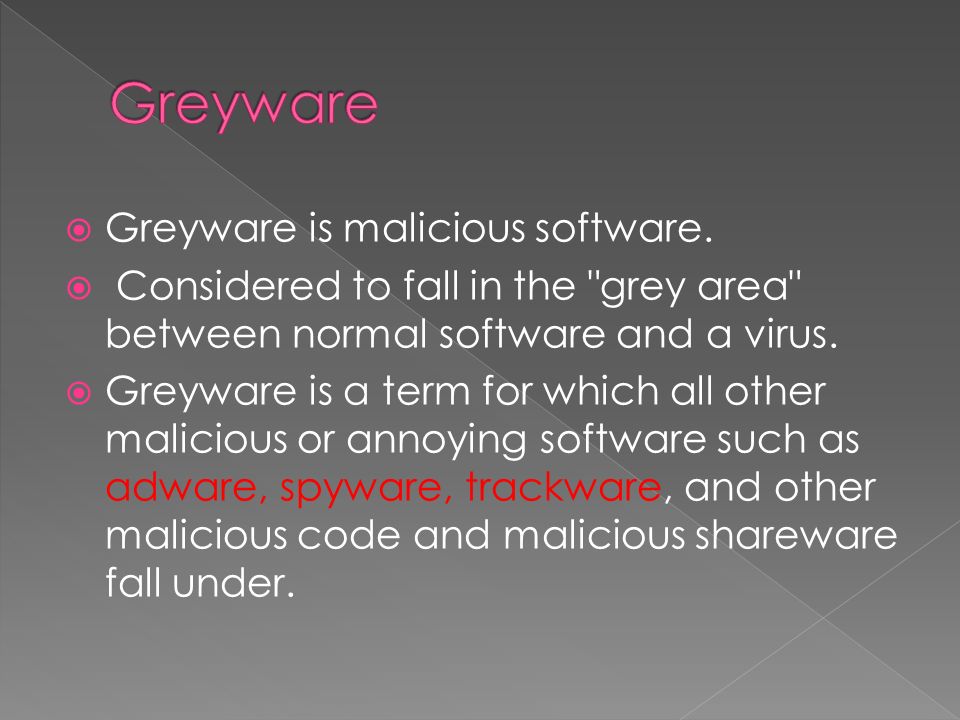 Greyware
Greyware is malicious software.
Considered to fall in the "grey area"
between normal software and a virus.
Greyware is a term for which all other
malicious or annoying software such as
adware, spyware, trackware, and other
malicious code and malicious shareware
fall under.